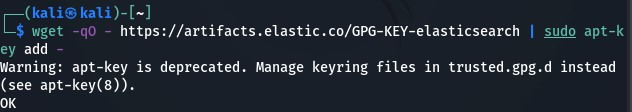 ┌──(kali㉿kali)-[~]
└─$ wget -qO - https://artifacts.elastic.co/GPG-KEY-elasticsearch | sudo apt-k
ey add -
Warning: apt-key is deprecated. Manage keyring files in trusted.gpg.d instead
(see apt-key(8)).
OK